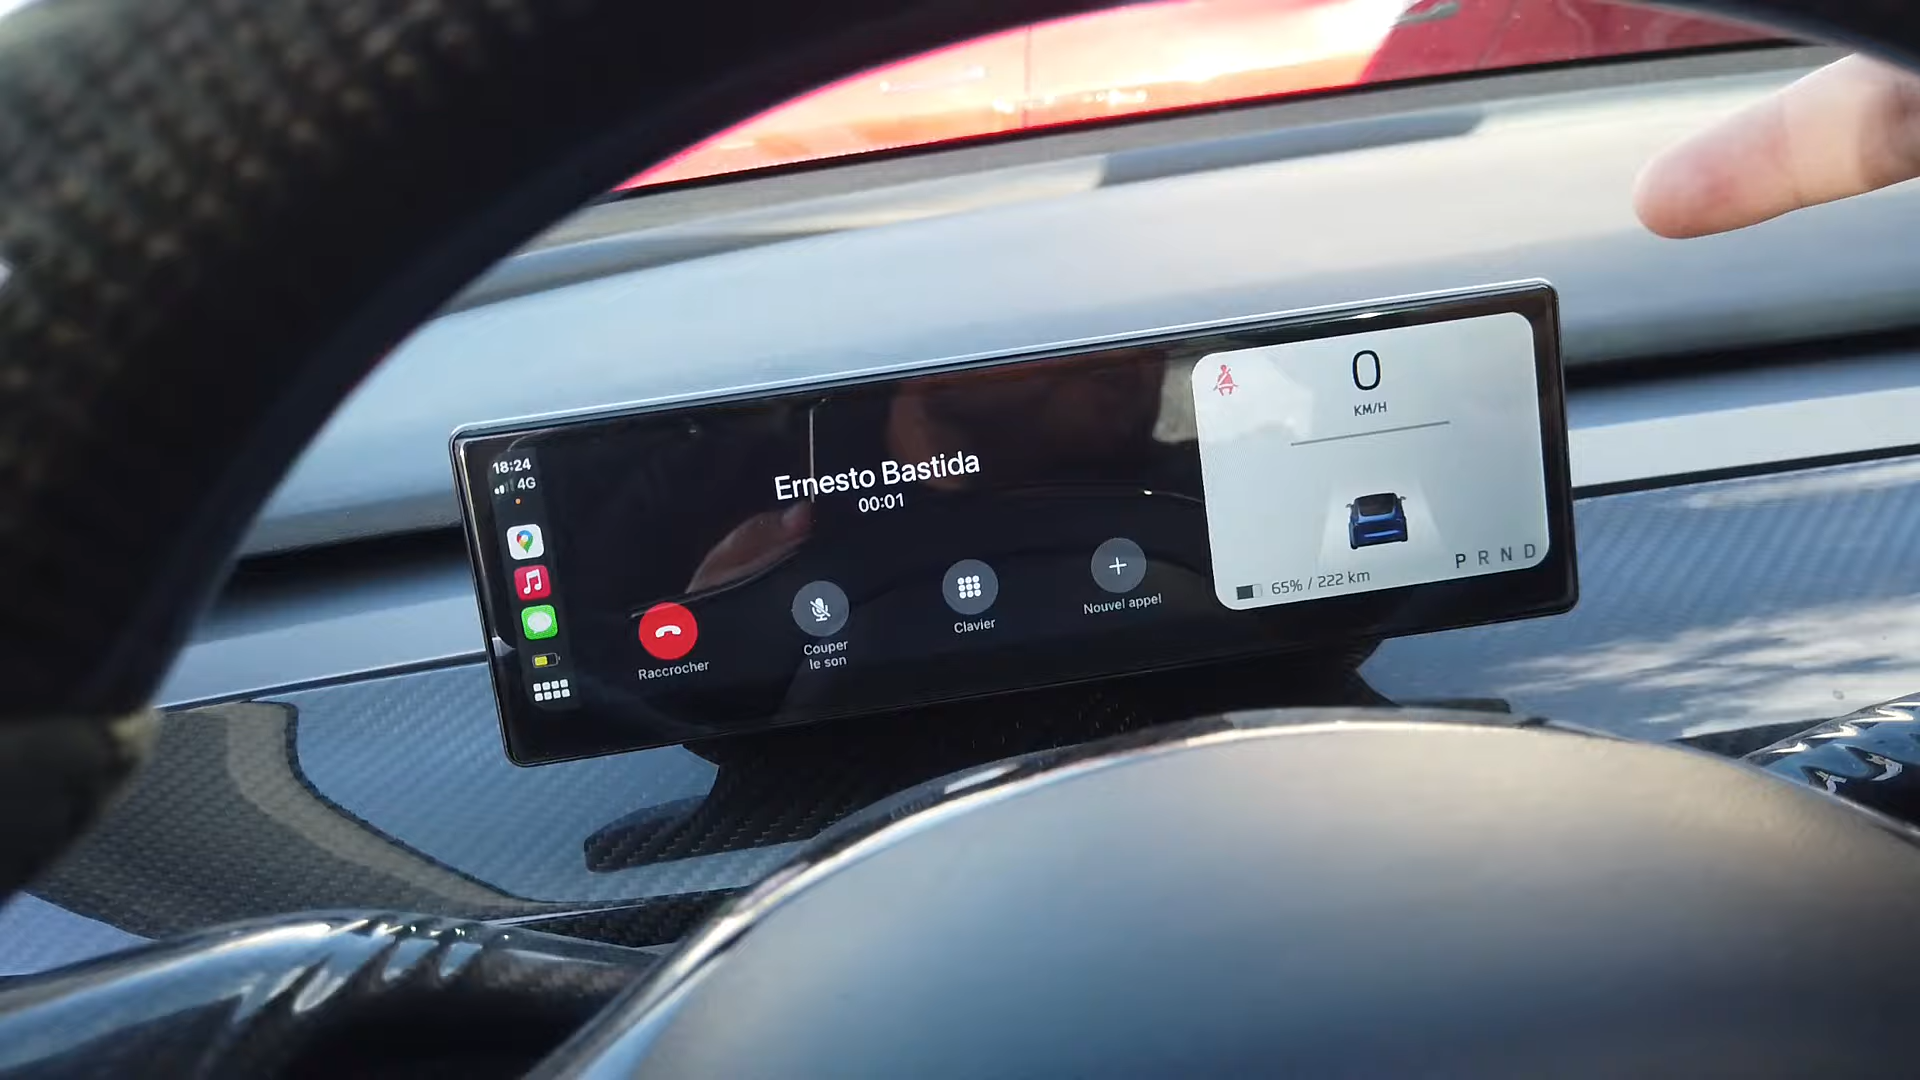 18:24
4G
Ernesto Bastida
00:01
Raccrocher
Couper
le son
Clavier
Nouvel appel
0
KM/H
P R N D
65% / 222 km